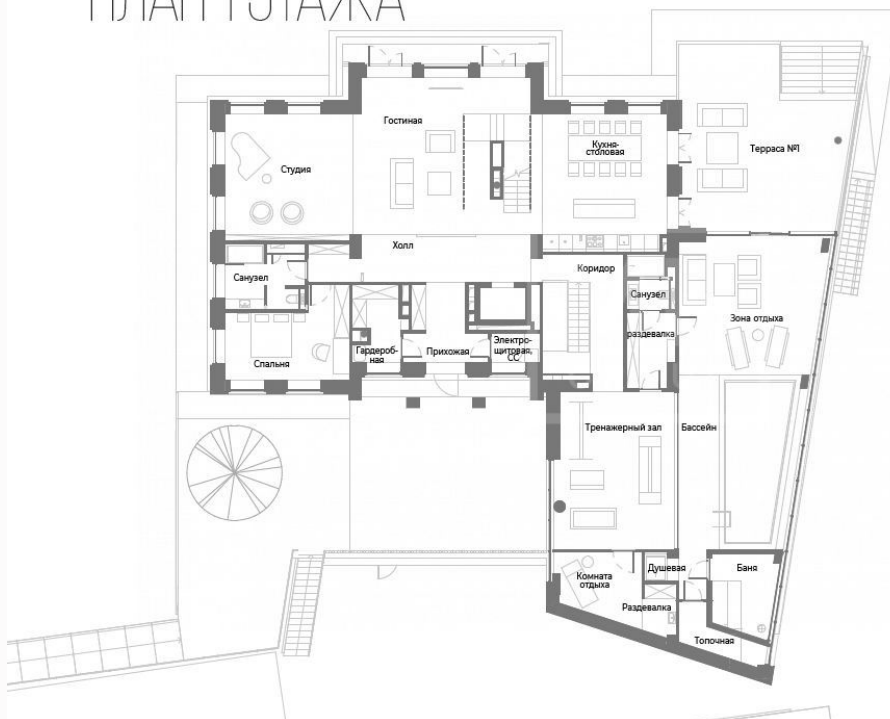 ПЛАН 1 ЭТАЖА
Гостиная
Кухня-
столовая
Терраса №1
Студия
Холл
Коридор
Санузел
Санузел
Зона отдыха
раздевалка
Электро-
щитовая,
СС
Гардероб-
ная
Прихожая
Спальня
Тренажерный зал
Бассейн
Душевая
Баня
Комната
отдыха
Раздевалка
Топочная